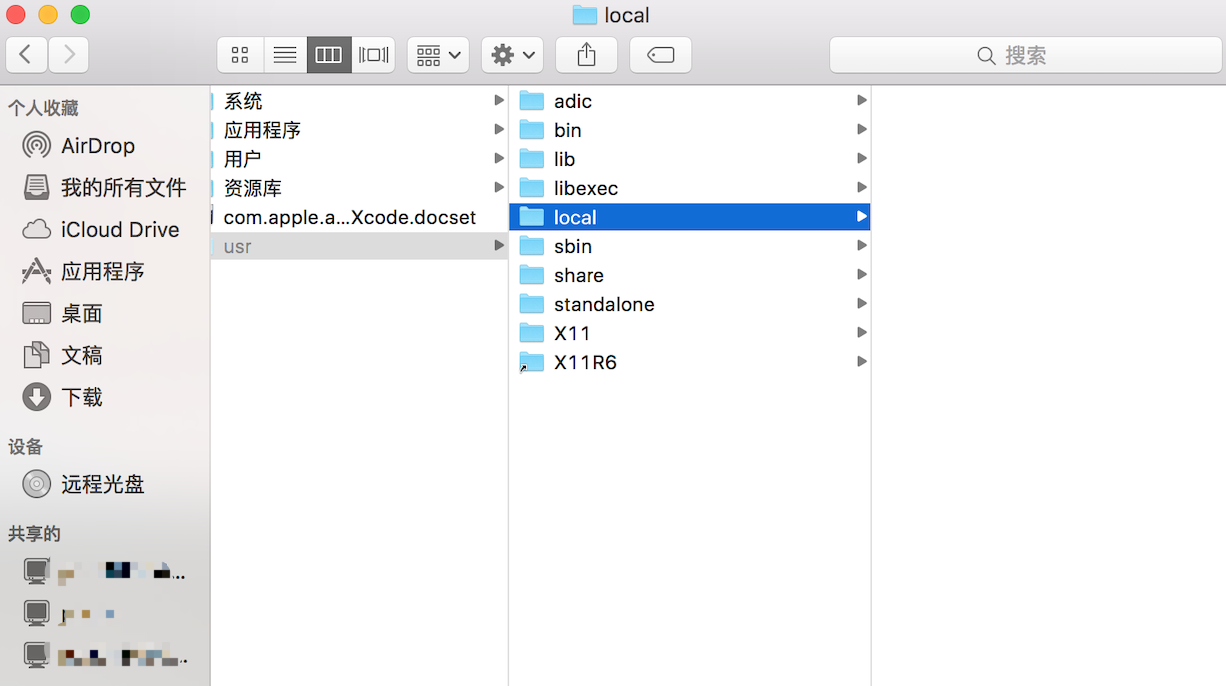 local
搜索
个人收藏
AirDrop
我的所有文件
iCloud Drive
应用程序
桌面
文稿
下载
设备
远程光盘
共享的
系统
应用程序
用户
资源库
com.apple.a...Xcode.docset
usr
adic
bin
lib
libexec
local
sbin
share
standalone
X11
X11R6